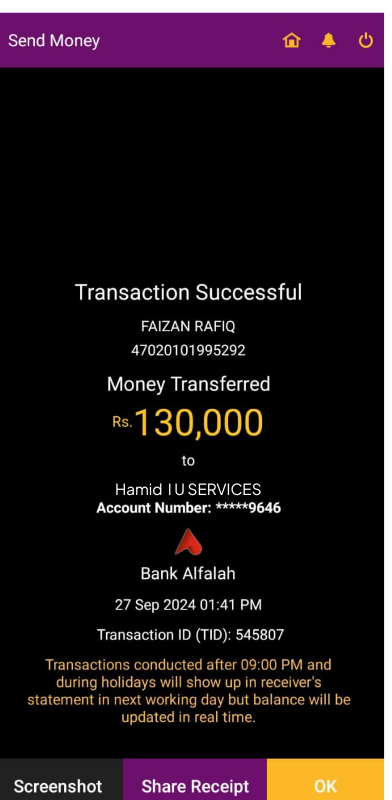 Send Money
Transaction Successful
FAIZAN RAFIQ
47020101995292
Money Transferred
Rs.130,000
to
Hamid I U SERVICES
Account Number: *****9646
Bank Alfalah
27 Sep 2024 01:41 PM
Transaction ID (TID): 545807
Transactions conducted after 09:00 PM and
during holidays will show up in receiver's
statement in next working day but balance will be
updated in real time.
Screenshot
Share Receipt
OK